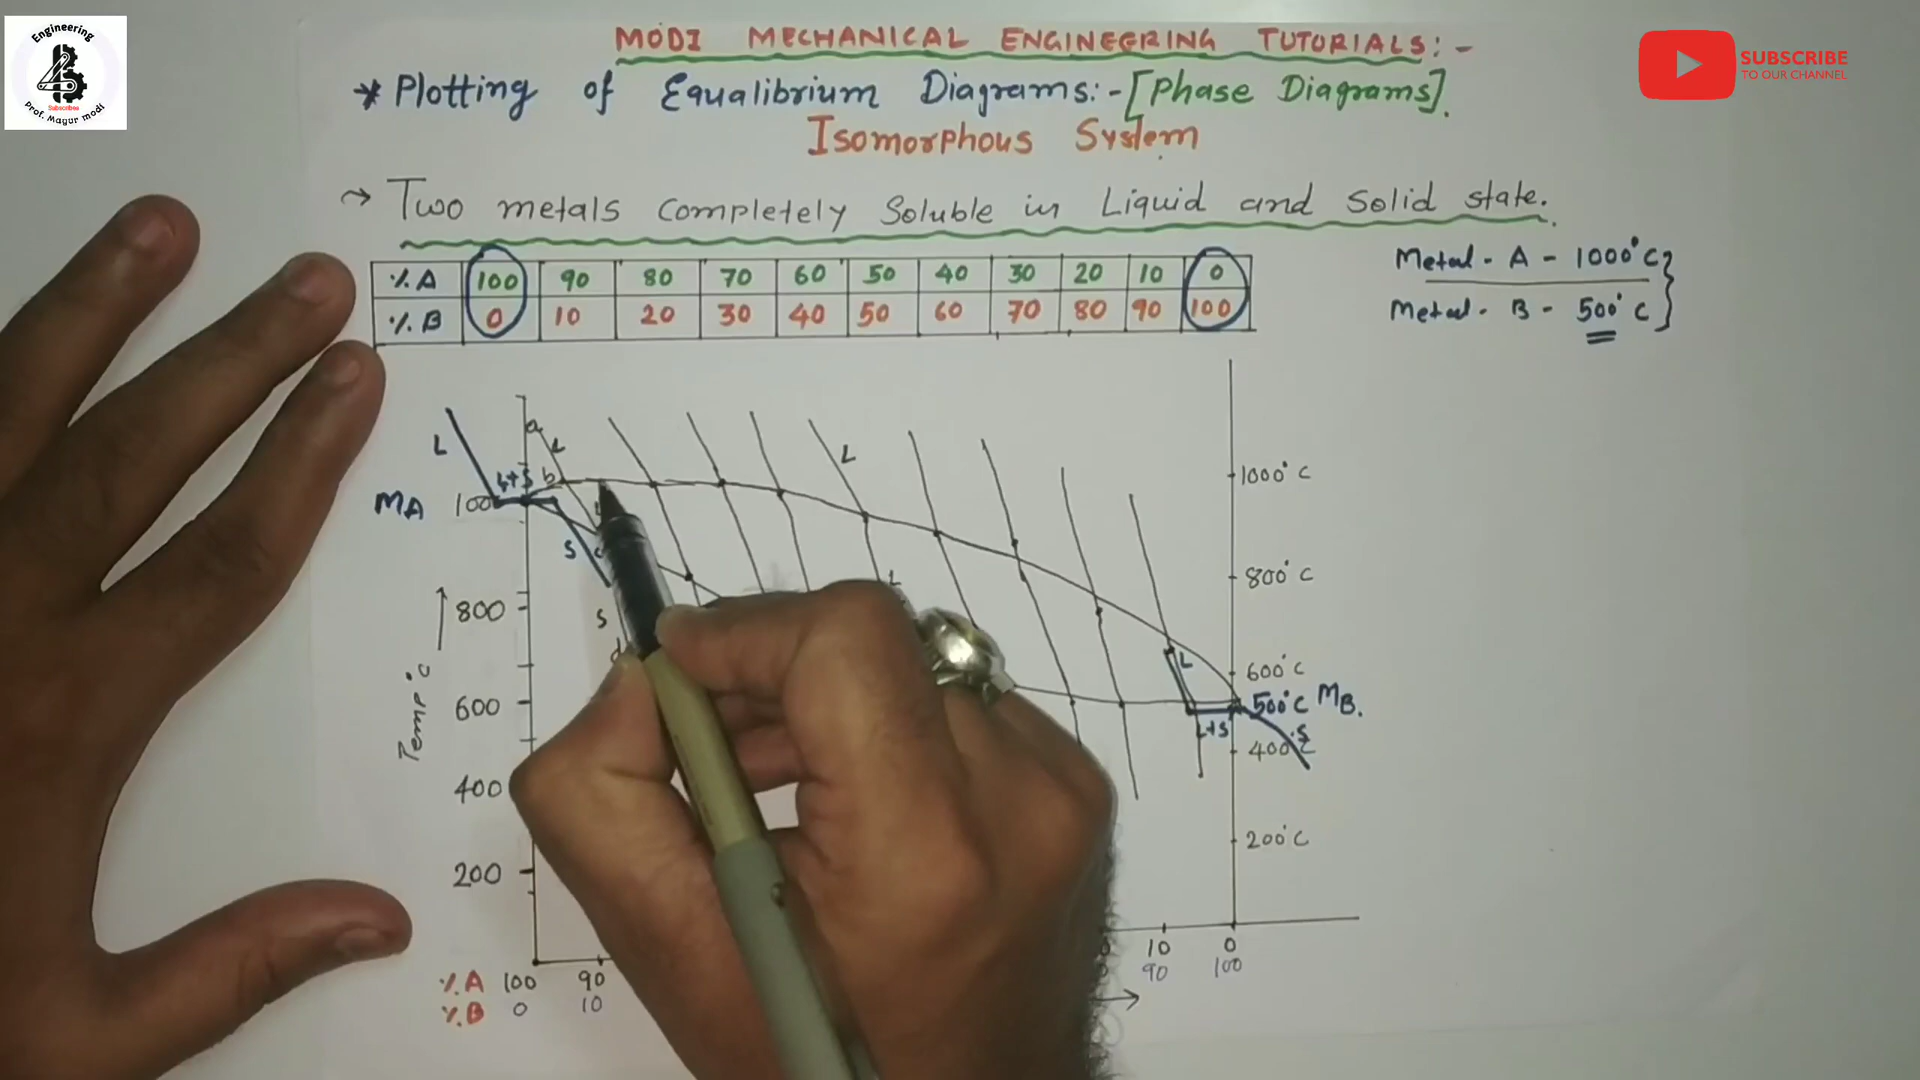 Engineering
Subscribes
Prof. Mayur modi
SUBSCRIBE
TO OUR CHANNEL
MODI MECHANICAL ENGINEERING TUTORIALS:-
* Plotting of Equalibrium Diagrams:-[Phase Diagrams].
Isomorphous System
→ Two metals completely Soluble in Liquid and Solid state.
Metal - A - 1000°C
Metal - B - 500°C
% A 100 90 80 70 60 50 40 30 20 10 0
% B 0 10 20 30 40 50 60 70 80 90 100
L
a
L
L
L+S
b
1000°C
MA
100
S
800°C
L
800
S
d
Temp°C
L
600°C
600
500°C MB.
L+S
S
400
400
200°C
200
10 0
90 100
% A 100 90
% B 0 10